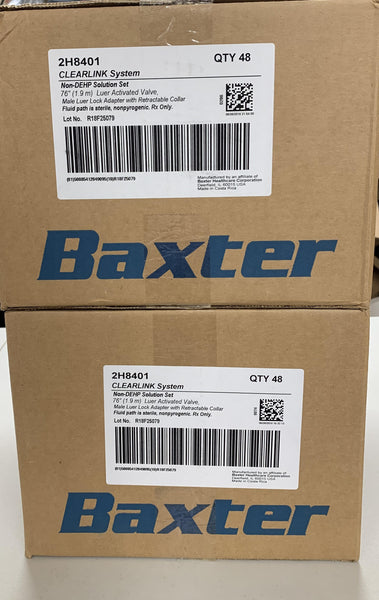 2H8401 QTY 48
CLEARLINK System
Non-DEHP Solution Set
76" (1.9 m) Luer Activated Valve,
Male Luer Lock Adapter with Retractable Collar
Fluid path is sterile, nonpyrogenic. Rx Only.
Lot No. R18F25079
Manufactured by an affiliate of
Baxter Healthcare Corporation
Deerfield, IL 60015 USA
Made in Costa Rica
Baxter
2H8401 QTY 48
CLEARLINK System
Non-DEHP Solution Set
76" (1.9 m) Luer Activated Valve,
Male Luer Lock Adapter with Retractable Collar
Fluid path is sterile, nonpyrogenic. Rx Only.
Lot No. R18F25079
Manufactured by an affiliate of
Baxter Healthcare Corporation
Deerfield, IL 60015 USA
Made in Costa Rica
Baxter